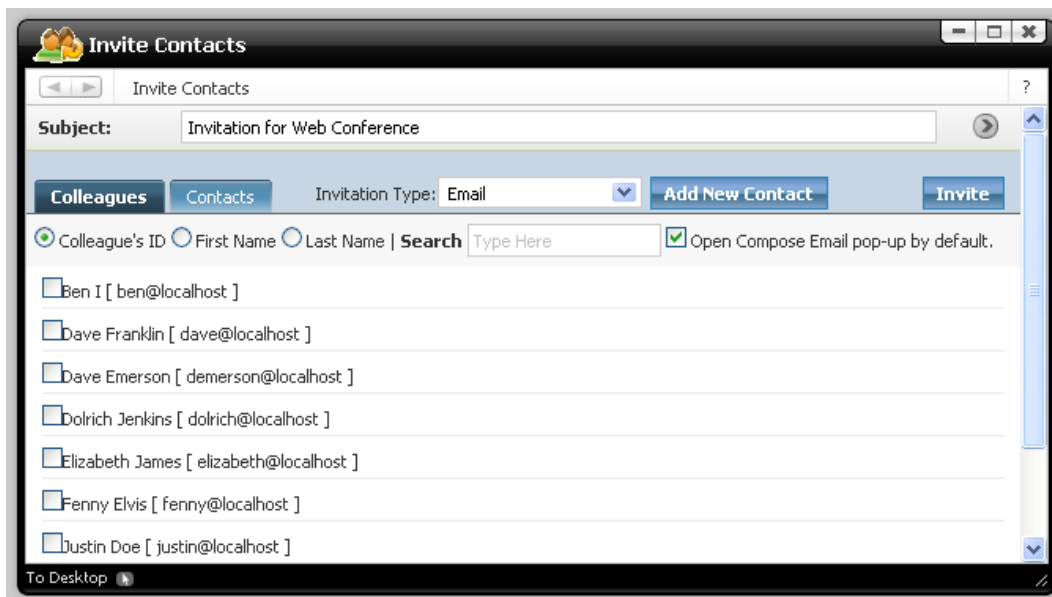 Invite Contacts
Invite Contacts ?
Subject: Invitation for Web Conference
Colleagues Contacts Invitation Type: Email Add New Contact Invite
Colleague's ID First Name Last Name | Search Type Here Open Compose Email pop-up by default.
Ben I [ ben@localhost ]
Dave Franklin [ dave@localhost ]
Dave Emerson [ demerson@localhost ]
Dolrich Jenkins [ dolrich@localhost ]
Elizabeth James [ elizabeth@localhost ]
Fenny Elvis [ fenny@localhost ]
Justin Doe [ justin@localhost ]
To Desktop